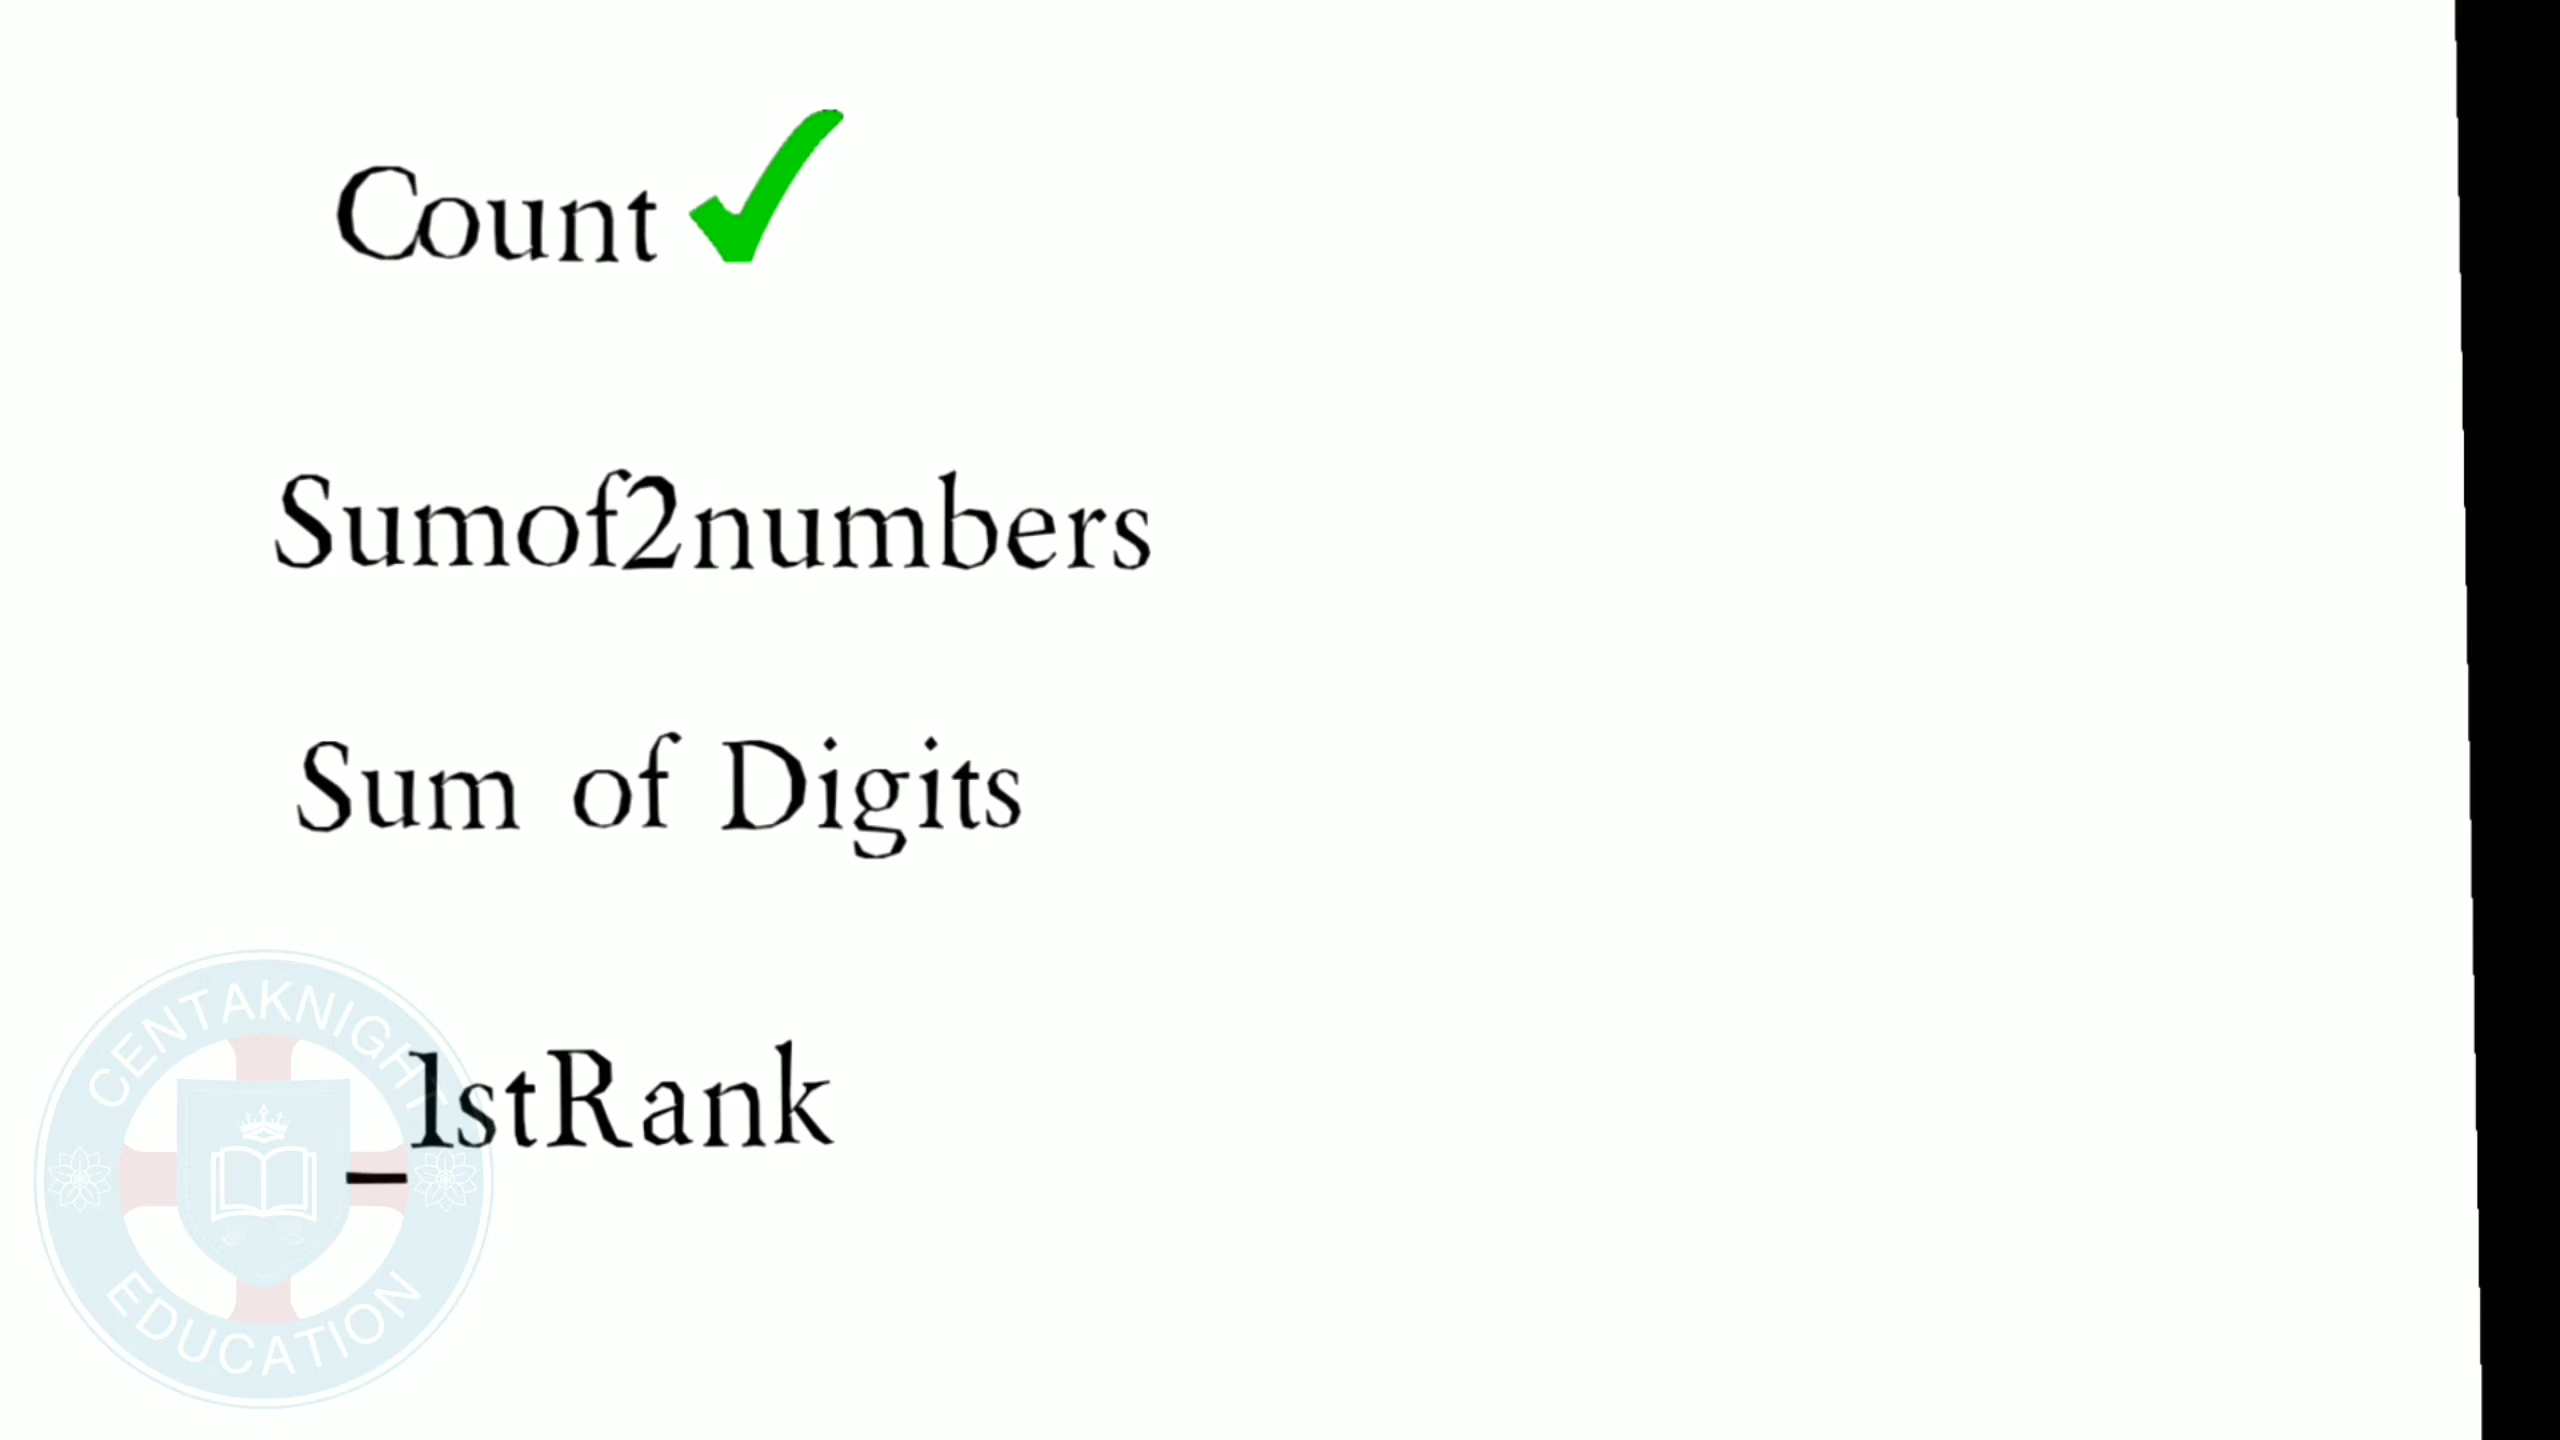 Count
Sumof2numbers
Sum of Digits
_1stRank
CENTAKNIGHT
EDUCATION